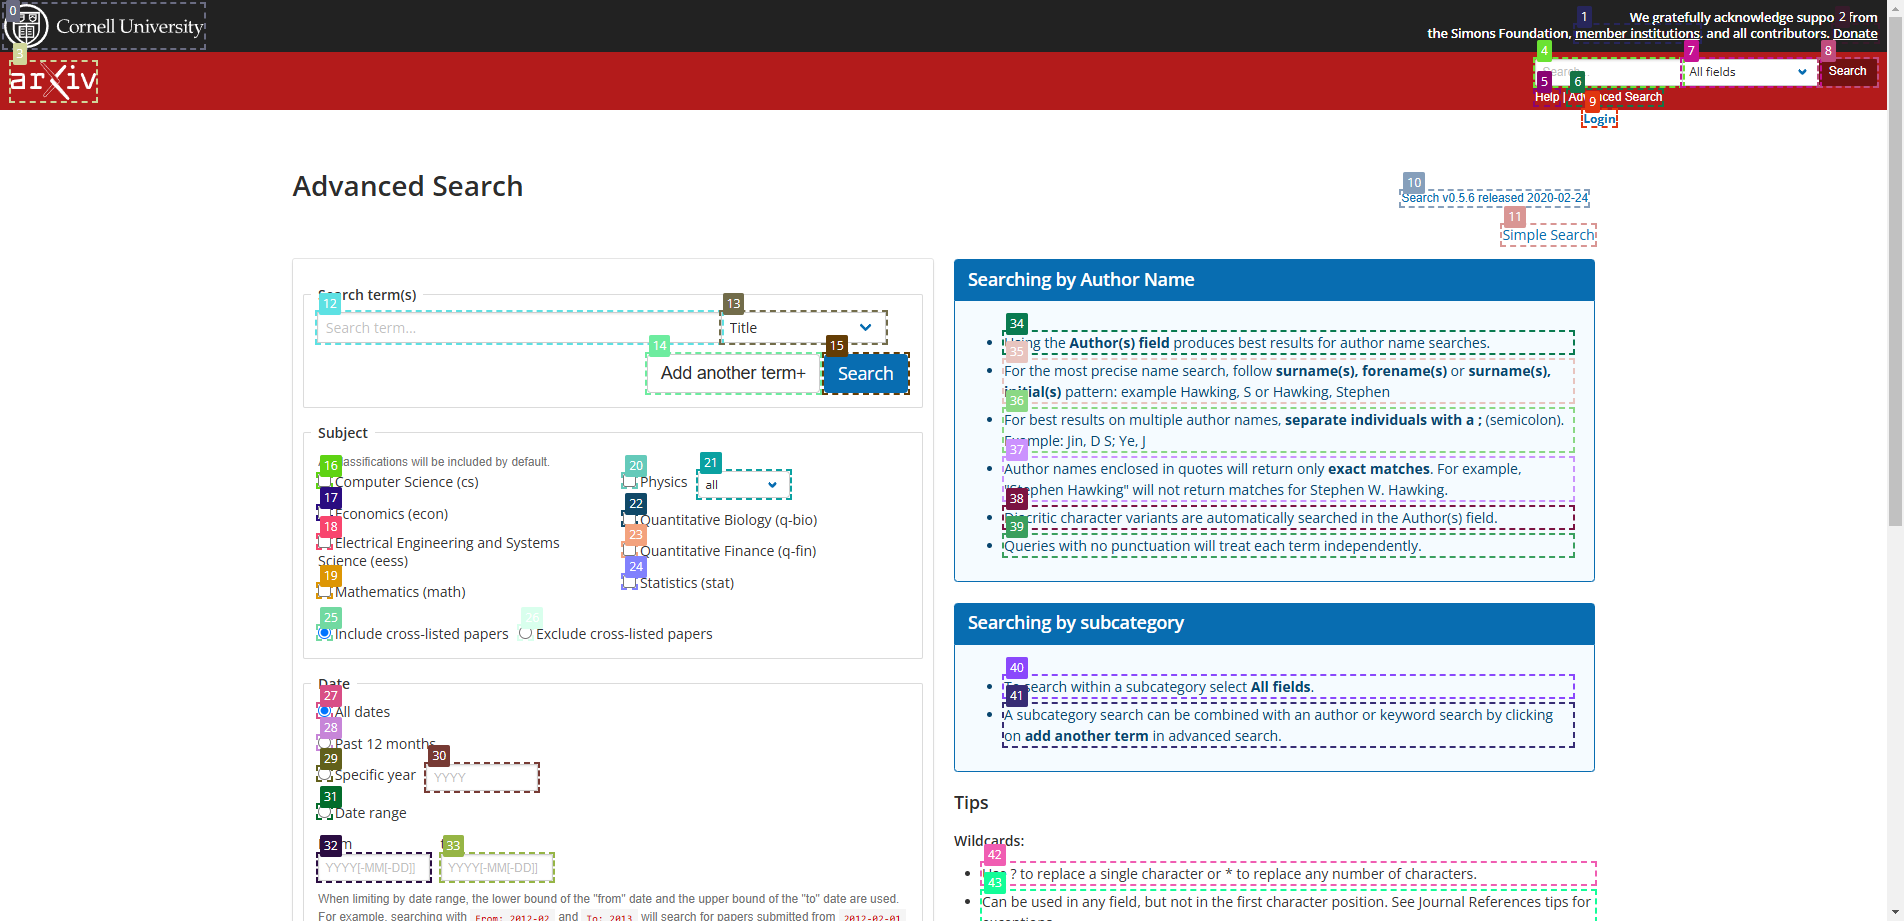 Cornell University
We gratefully acknowledge suppo from
the Simons Foundation, member institutions, and all contributors. Donate
arXiv
Search...
All fields
Search
Help | Advanced Search
Login
Advanced Search
Search v0.5.6 released 2020-02-24
Simple Search
Search term(s)
Search term...
Title
Add another term+
Search
Subject
All classifications will be included by default.
Computer Science (cs)
Physics
all
Economics (econ)
Quantitative Biology (q-bio)
Electrical Engineering and Systems
Science (eess)
Quantitative Finance (q-fin)
Mathematics (math)
Statistics (stat)
Include cross-listed papers
Exclude cross-listed papers
Date
All dates
Past 12 months
Specific year
YYYY
Date range
YYYY[-MM[-DD]]
YYYY[-MM[-DD]]
When limiting by date range, the lower bound of the "from" date and the upper bound of the "to" date are used.
For example, searching with From: 2012-02 and To: 2013 will search for papers submitted from 2012-02-01
Searching by Author Name
Using the Author(s) field produces best results for author name searches.
For the most precise name search, follow surname(s), forename(s) or surname(s),
initial(s) pattern: example Hawking, S or Hawking, Stephen
For best results on multiple author names, separate individuals with a ; (semicolon).
Example: Jin, D S; Ye, J
Author names enclosed in quotes will return only exact matches. For example,
"Stephen Hawking" will not return matches for Stephen W. Hawking.
Diacritic character variants are automatically searched in the Author(s) field.
Queries with no punctuation will treat each term independently.
Searching by subcategory
To search within a subcategory select All fields.
A subcategory search can be combined with an author or keyword search by clicking
on add another term in advanced search.
Tips
Wildcards:
Use ? to replace a single character or * to replace any number of characters.
Can be used in any field, but not in the first character position. See Journal References tips for
0
1
2
3
4
5
6
7
8
9
10
11
12
13
14
15
16
17
18
19
20
21
22
23
24
25
26
27
28
29
30
31
32
33
34
35
36
37
38
39
40
41
42
43